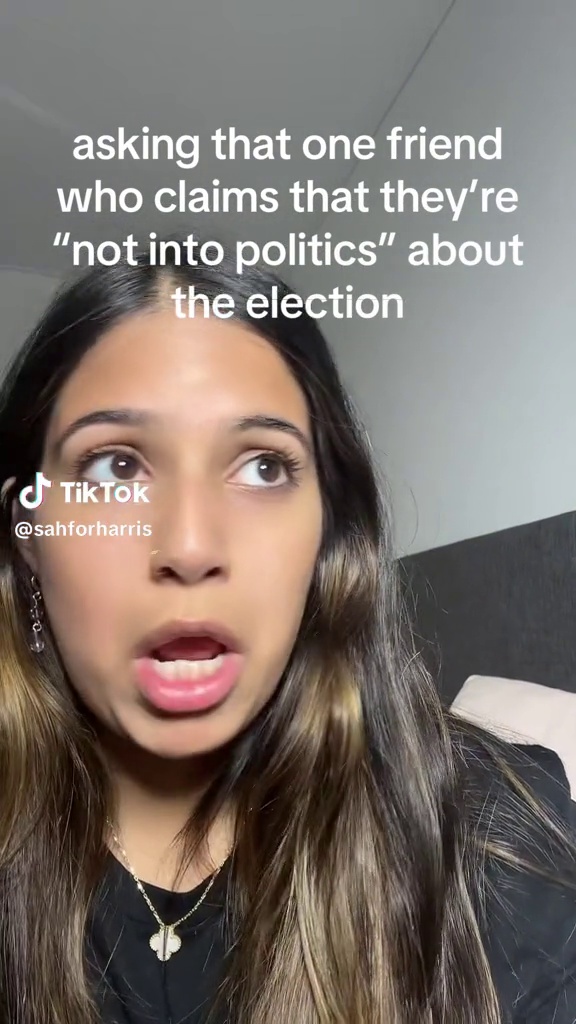 asking that one friend
who claims that they’re
“not into politics” about
the election
TikTok
@sahforharris